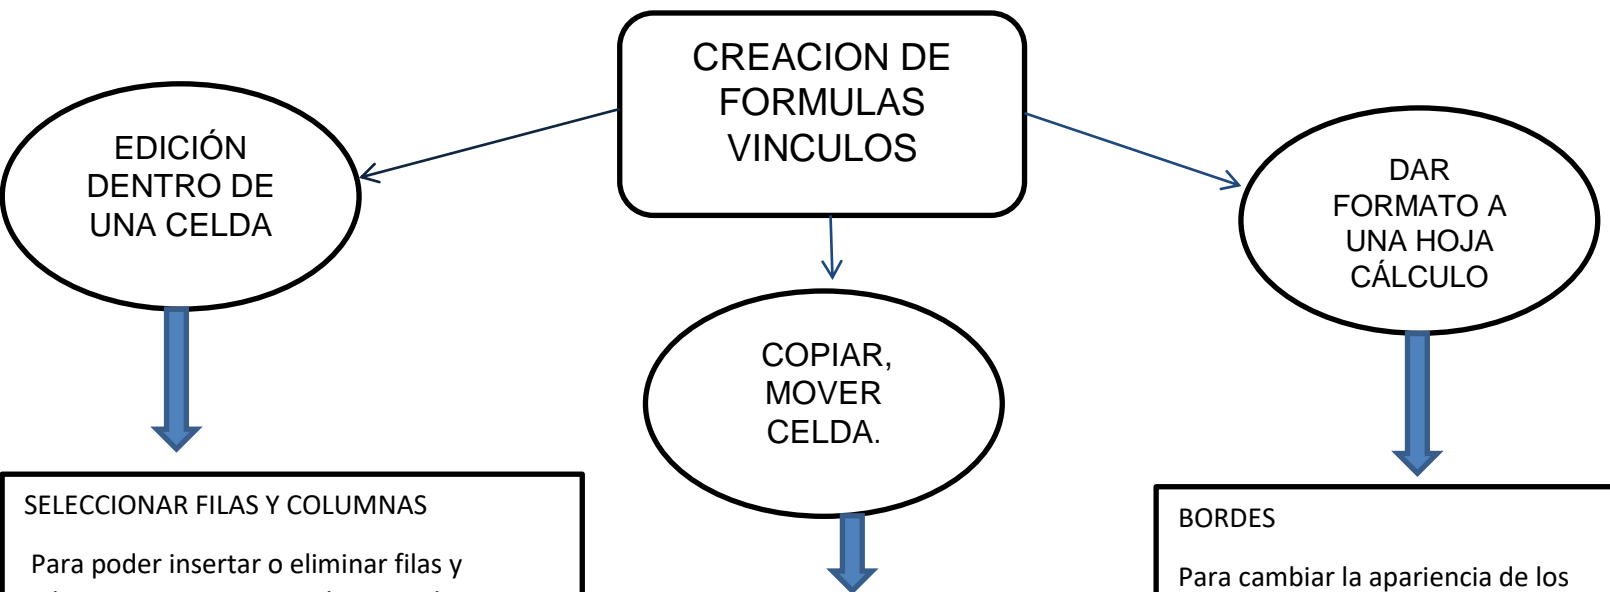 CREACION DE
FORMULAS
VINCULOS
EDICIÓN
DENTRO DE
UNA CELDA
DAR
FORMATO A
UNA HOJA
CÁLCULO
COPIAR,
MOVER
CELDA.
SELECCIONAR FILAS Y COLUMNAS
Para poder insertar o eliminar filas y
BORDES
Para cambiar la apariencia de los